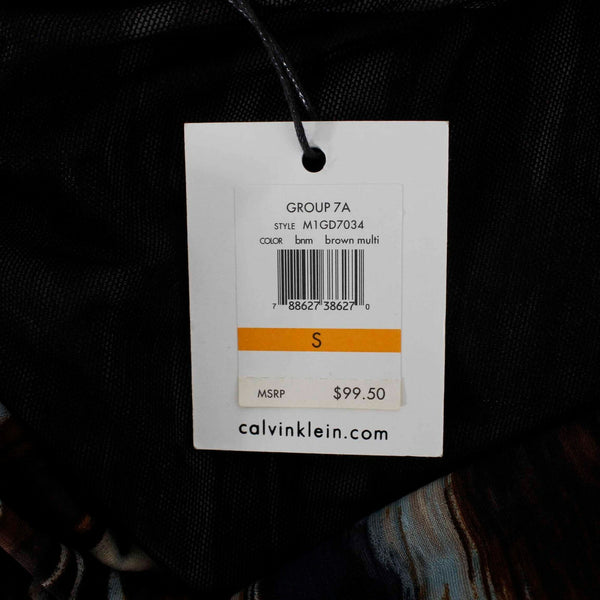 GROUP 7A
STYLE M1GD7034
COLOR bnm brown multi
7 88627 38627 0
S
MSRP $99.50
calvinklein.com